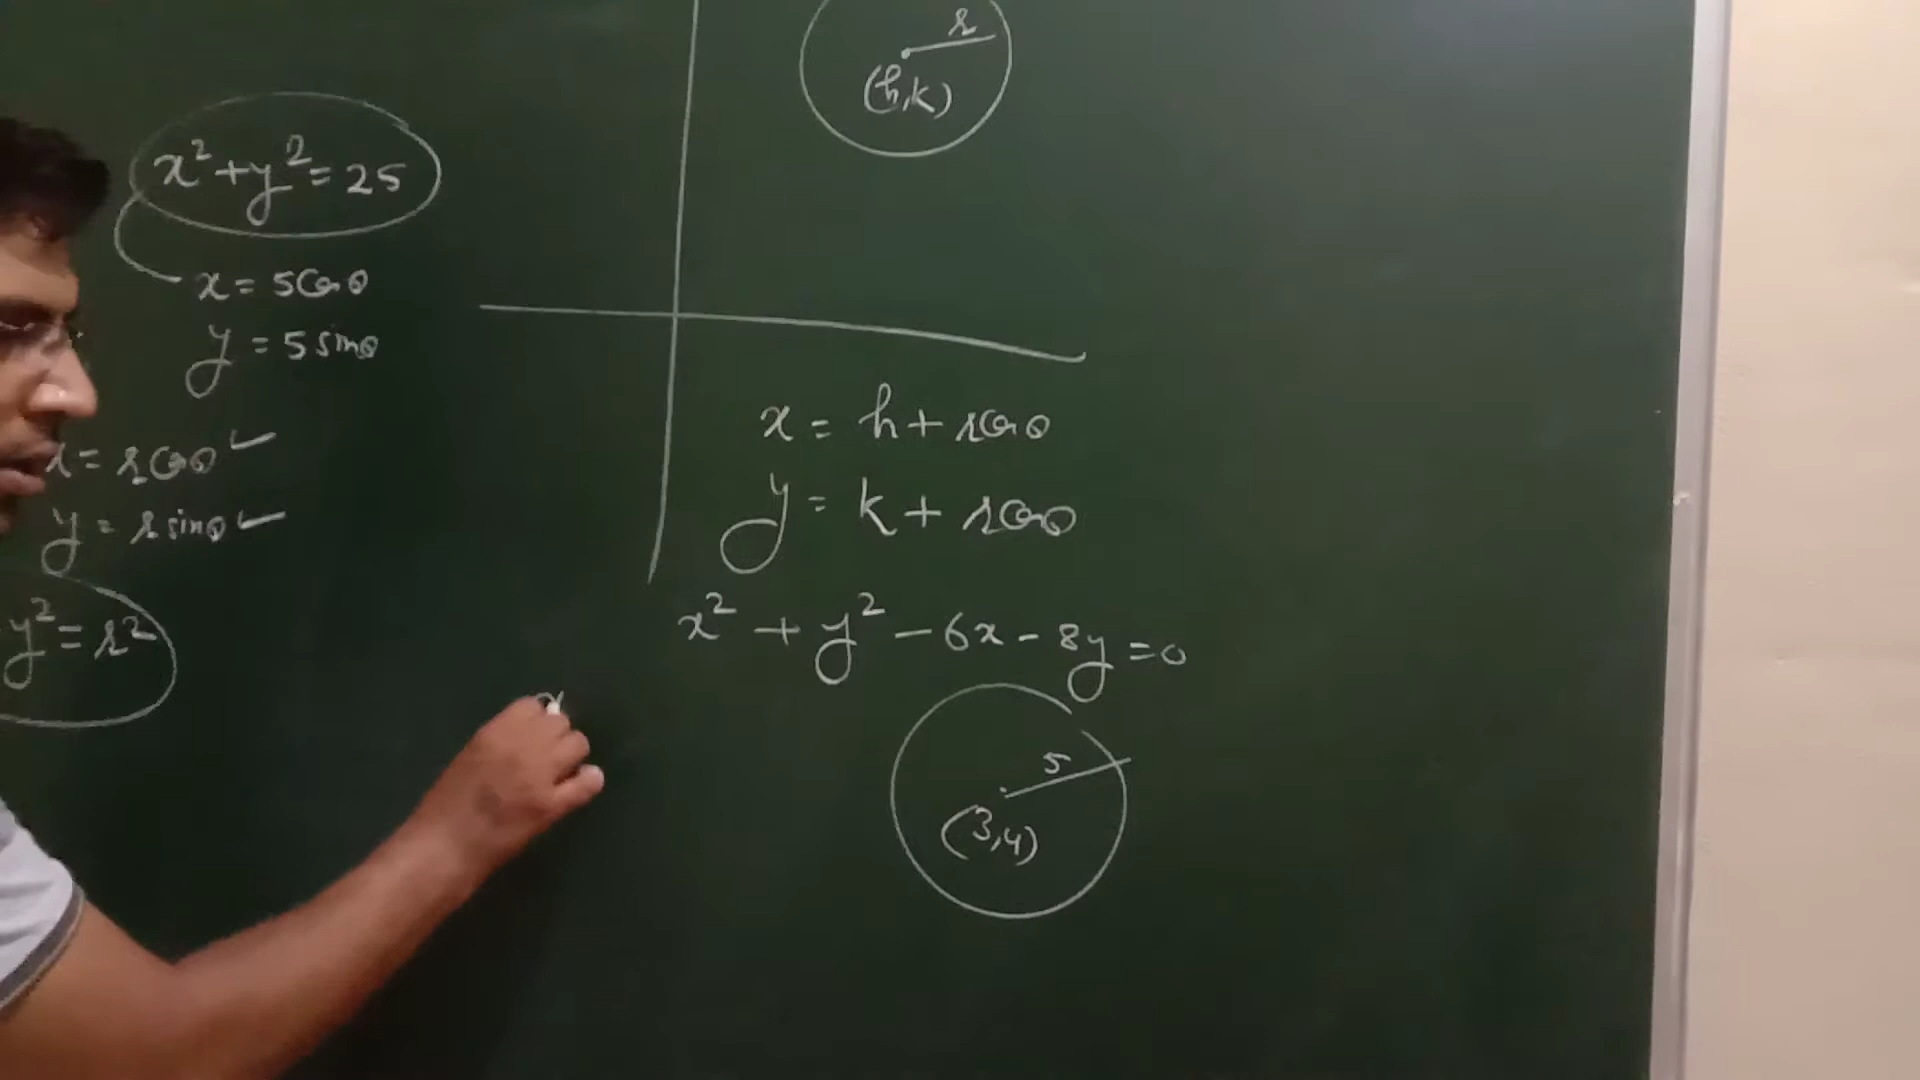 x²+y²=25
x=5cosθ
y=5sinθ
x=rcosθ
y=rsinθ
y²=r²
r
(h,k)
x=h+rcosθ
y=k+rcosθ
x²+y²-6x-8y=0
5
(3,4)
x